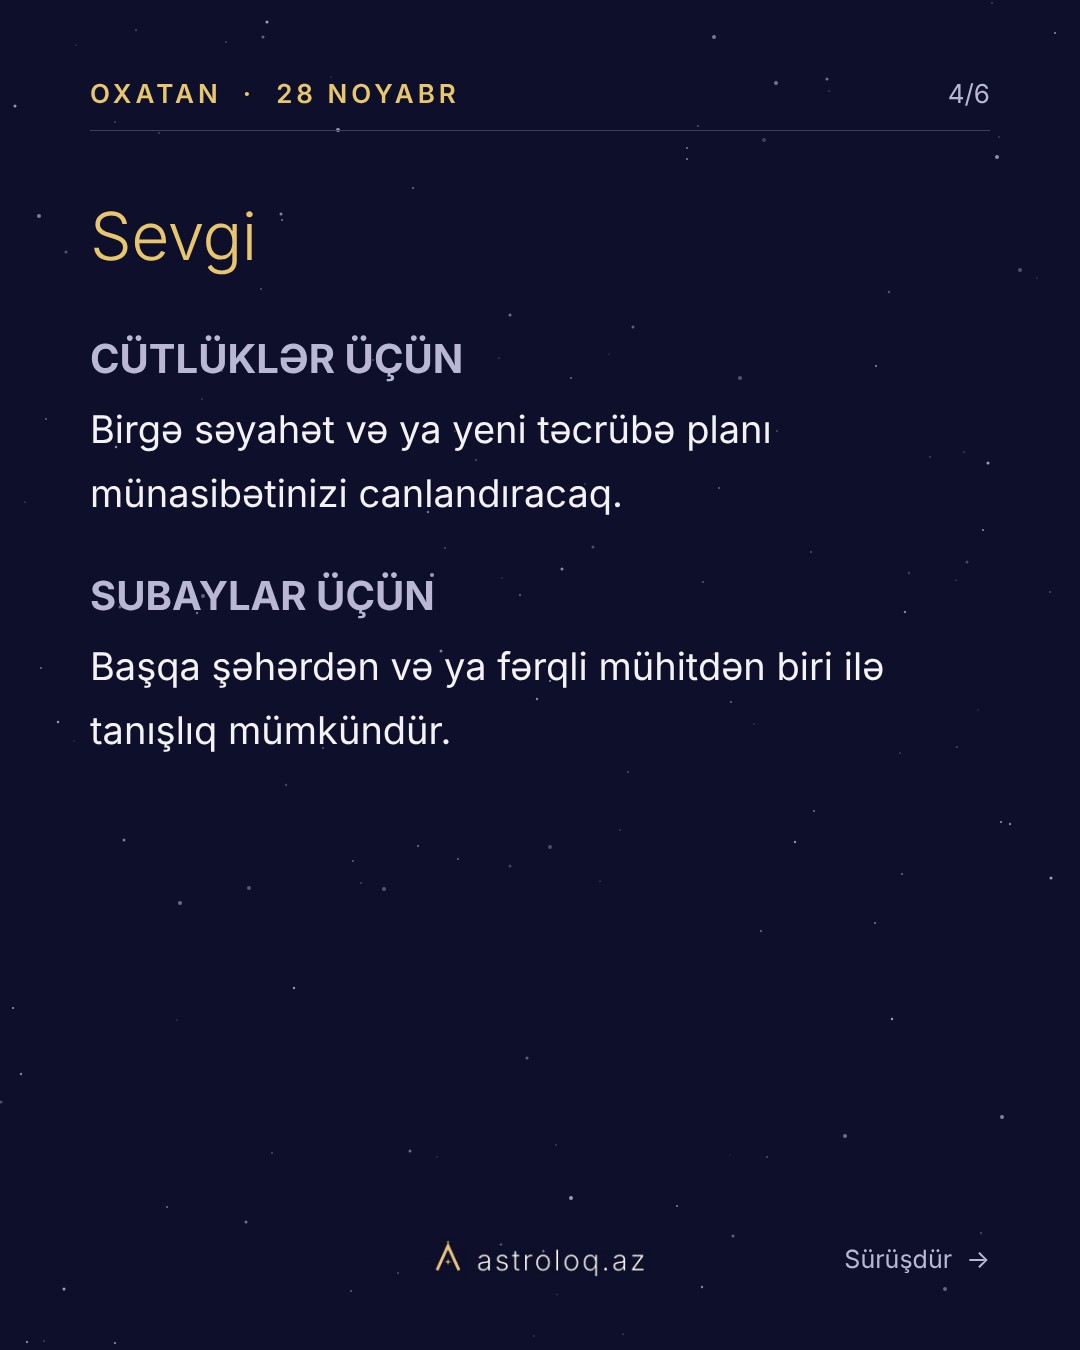 OXATAN · 28 NOYABR
4/6
Sevgi
CÜTLÜKLƏR ÜÇÜN
Birgə səyahət və ya yeni təcrübə planı
münasibətinizi canlandıracaq.
SUBAYLAR ÜÇÜN
Başqa şəhərdən və ya fərqli mühitdən biri ilə
tanışlıq mümkündür.
astroloq.az
Sürüşdür →